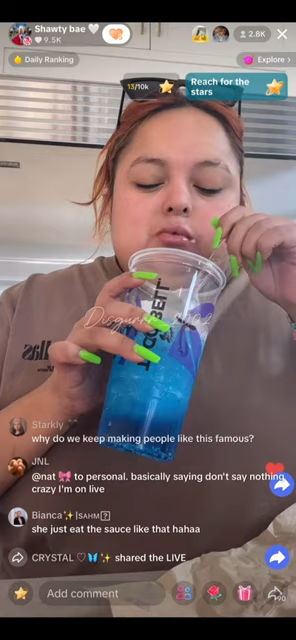 Shawty bae 🤍
9.5K
2.8K
Daily Ranking
Explore >
13/10k
Reach for the
stars
Starkly
why do we keep making people like this famous?
JNL
@nat 🎀 to personal. basically saying don't say nothing
crazy I'm on live
Bianca✨|SAHM
she just eat the sauce like that hahaa
CRYSTAL ♡🦋✨ shared the LIVE
Add comment
90